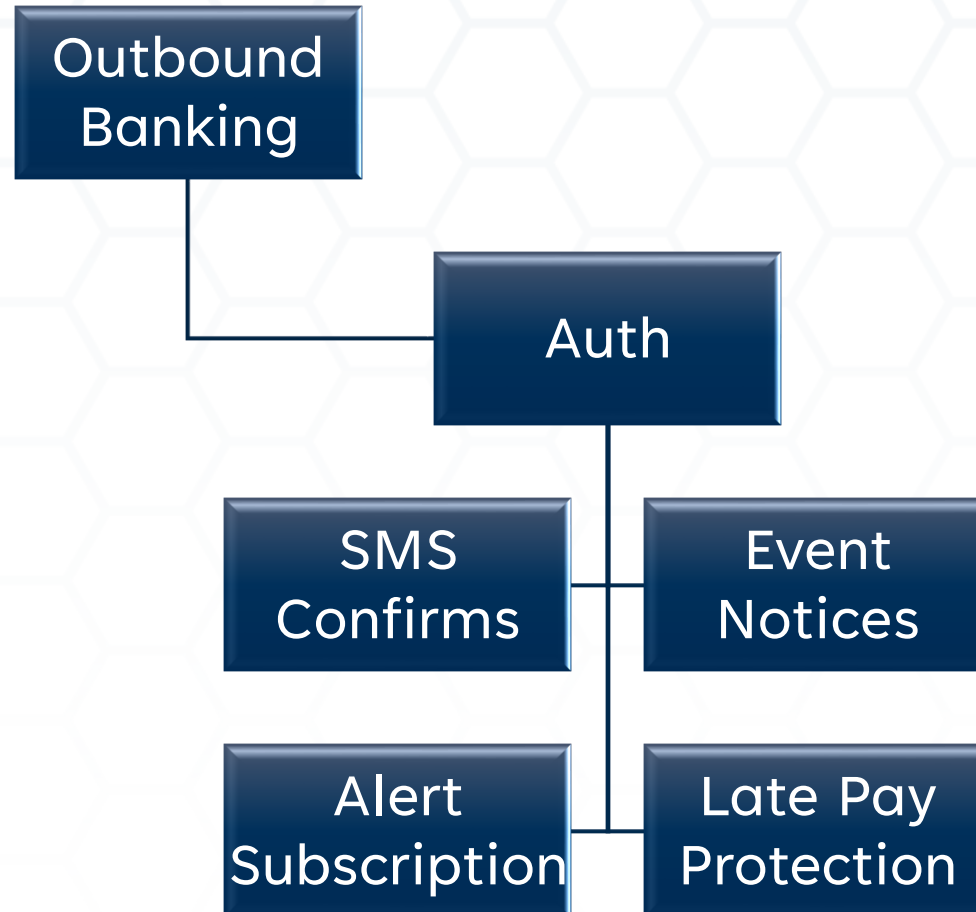 Outbound
Banking
Auth
SMS
Confirms
Event
Notices
Alert
Subscription
Late Pay
Protection